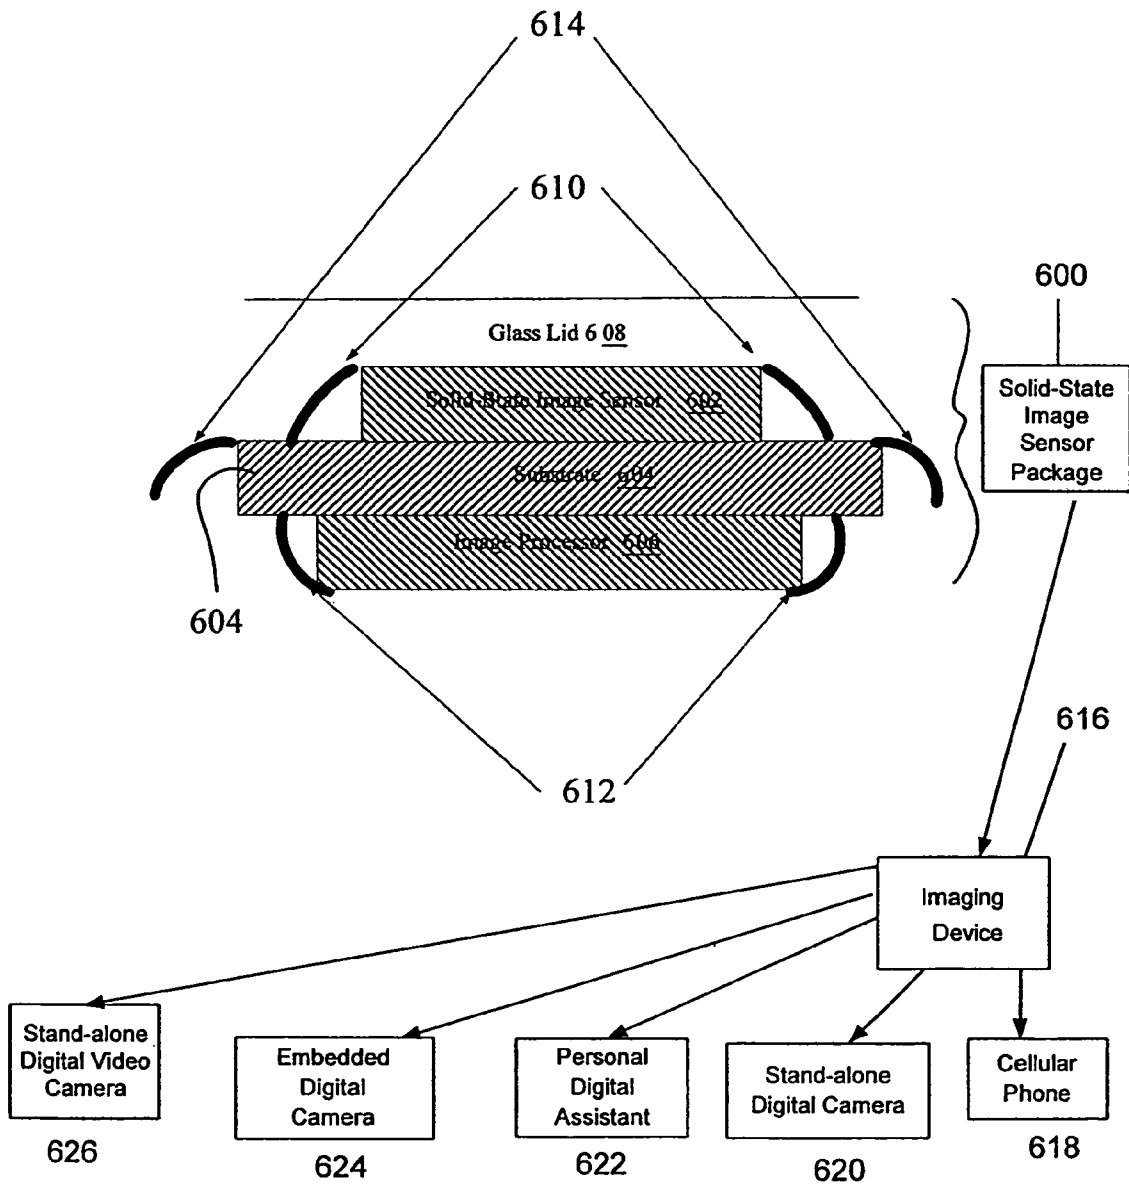 614
610
600
Glass Lid 6 08
Solid-State Image Sensor 602
Solid-State
Image
Sensor
Package
Substrate 604
Image Processor 606
604
612
616
Imaging
Device
Stand-alone
Digital Video
Camera
Embedded
Digital
Camera
Personal
Digital
Assistant
Stand-alone
Digital Camera
Cellular
Phone
626
624
622
620
618